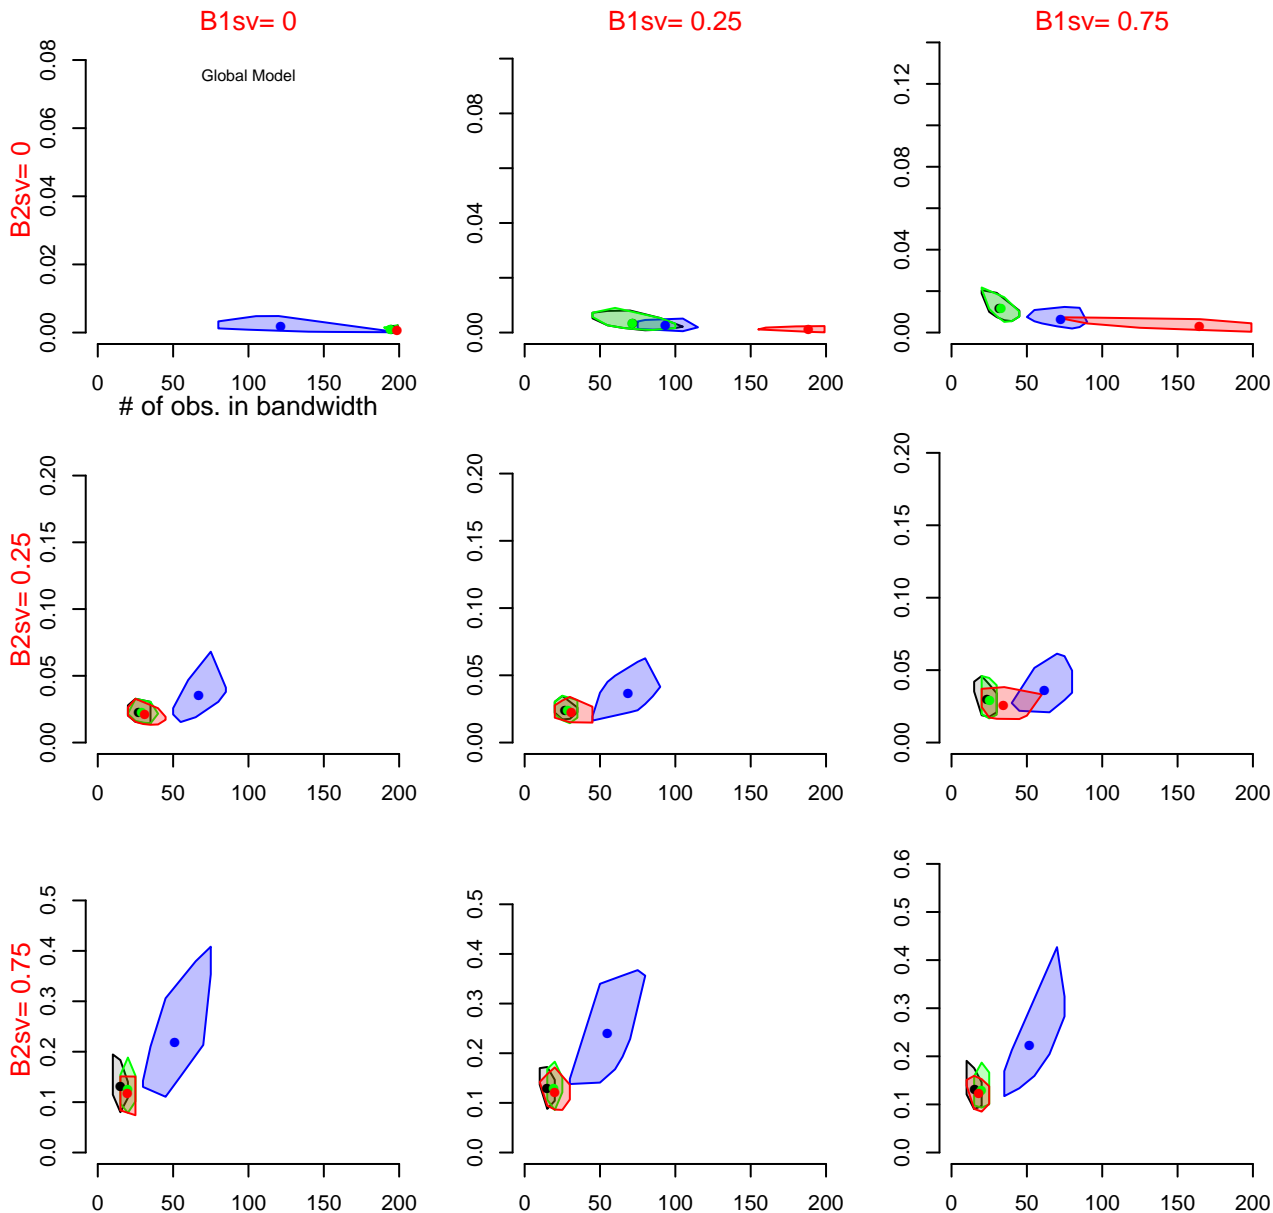 B1sv= 0
B1sv= 0.25
B1sv= 0.75
B2sv= 0
0.00 0.02 0.04 0.06 0.08
Global Model
0 50 100 150 200
# of obs. in bandwidth
0.00 0.04 0.08
0 50 100 150 200
0.00 0.04 0.08 0.12
0 50 100 150 200
B2sv= 0.25
0.00 0.05 0.10 0.15 0.20
0 50 100 150 200
0.00 0.05 0.10 0.15 0.20
0 50 100 150 200
0.00 0.05 0.10 0.15 0.20
0 50 100 150 200
B2sv= 0.75
0.0 0.1 0.2 0.3 0.4 0.5
0 50 100 150 200
0.0 0.1 0.2 0.3 0.4 0.5
0 50 100 150 200
0.0 0.1 0.2 0.3 0.4 0.5 0.6
0 50 100 150 200